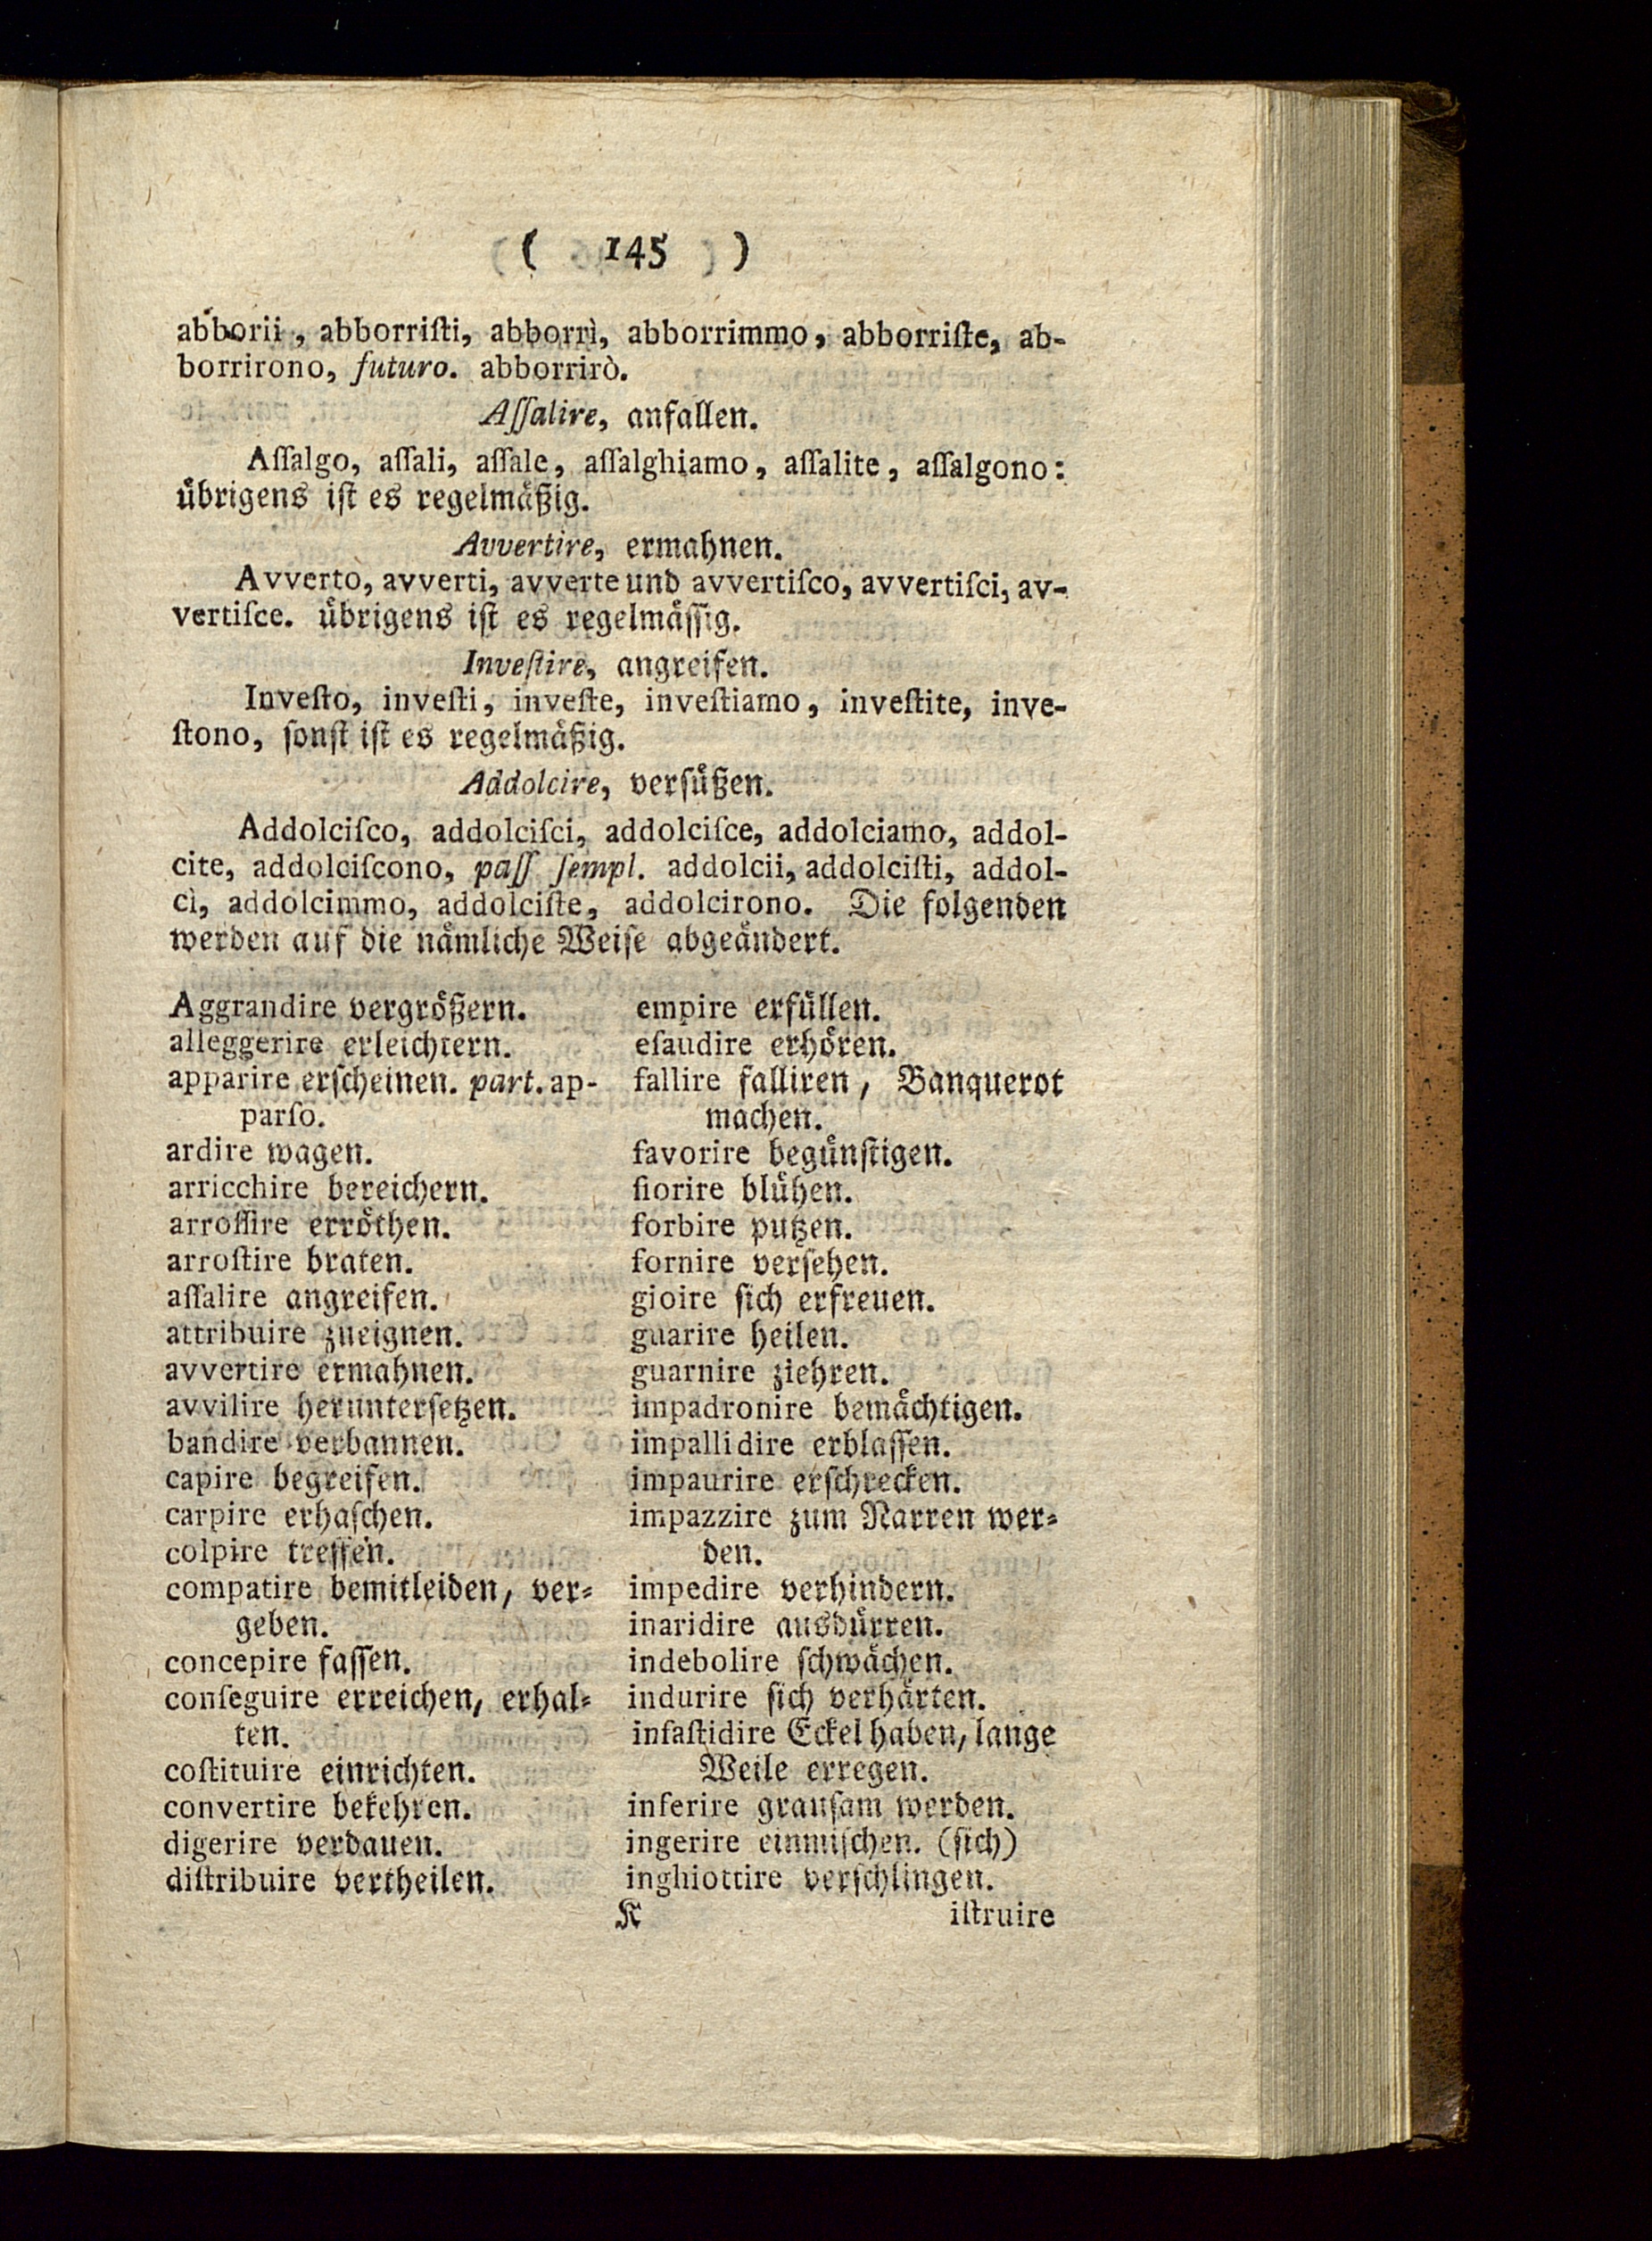 ( 145 )
abborii, abborriſti, abborrì, abborrimmo, abborriſte, ab-
borrirono, futuro. abborrirò.
Aſſalire, anfallen.
Aſſalgo, aſſali, aſſale, aſſalghiamo, aſſalite, aſſalgono:
übrigens iſt es regelmäßig.
Avvertire, ermahnen.
Avverto, avverti, avverte und avvertiſco, avvertiſci, av-
vertiſce. übrigens iſt es regelmäſſig.
Inveſtire, angreifen.
Inveſto, inveſti, inveſte, inveſtiamo, inveſtite, inve-
ſtono, ſonſt iſt es regelmäßig.
Addolcire, verſüßen.
Addolciſco, addolciſci, addolciſce, addolciamo, addol-
cite, addolciſcono, paſſ ſempl. addolcii, addolciſti, addol-
cì, addolcimmo, addolciſte, addolcirono. Die folgenden
werden auf die nämliche Weiſe abgeändert.
Aggrandire vergrößern.
alleggerire erleichtern.
apparire erſcheinen. part. ap-
parſo.
ardire wagen.
arricchire bereichern.
arroſſire erröthen.
arroſtire braten.
aſſalire angreifen.
attribuire zueignen.
avvertire ermahnen.
avvilire herunterſetzen.
bandire verbannen.
capire begreifen.
carpire erhaſchen.
colpire treffen.
compatire bemitleiden, ver-
geben.
concepire faſſen.
conſeguire erreichen, erhal-
ten.
coſtituire einrichten.
convertire bekehren.
digerire verdauen.
diſtribuire vertheilen.
empire erfüllen.
eſaudire erhören.
fallire falliren, Banquerot
machen.
favorire begünſtigen.
fiorire blühen.
forbire putzen.
fornire verſehen.
gioire ſich erfreuen.
guarire heilen.
guarnire ziehren.
impadronire bemächtigen.
impallidire erblaſſen.
impaurire erſchrecken.
impazzire zum Narren wer-
den.
impedire verhindern.
inaridire ausdürren.
indebolire ſchwächen.
indurire ſich verhärten.
infaſtidire Eckel haben, lange
Weile erregen.
inferire grauſam werden.
ingerire einmiſchen. (ſich)
inghiottire verſchlingen.
K iſtruire